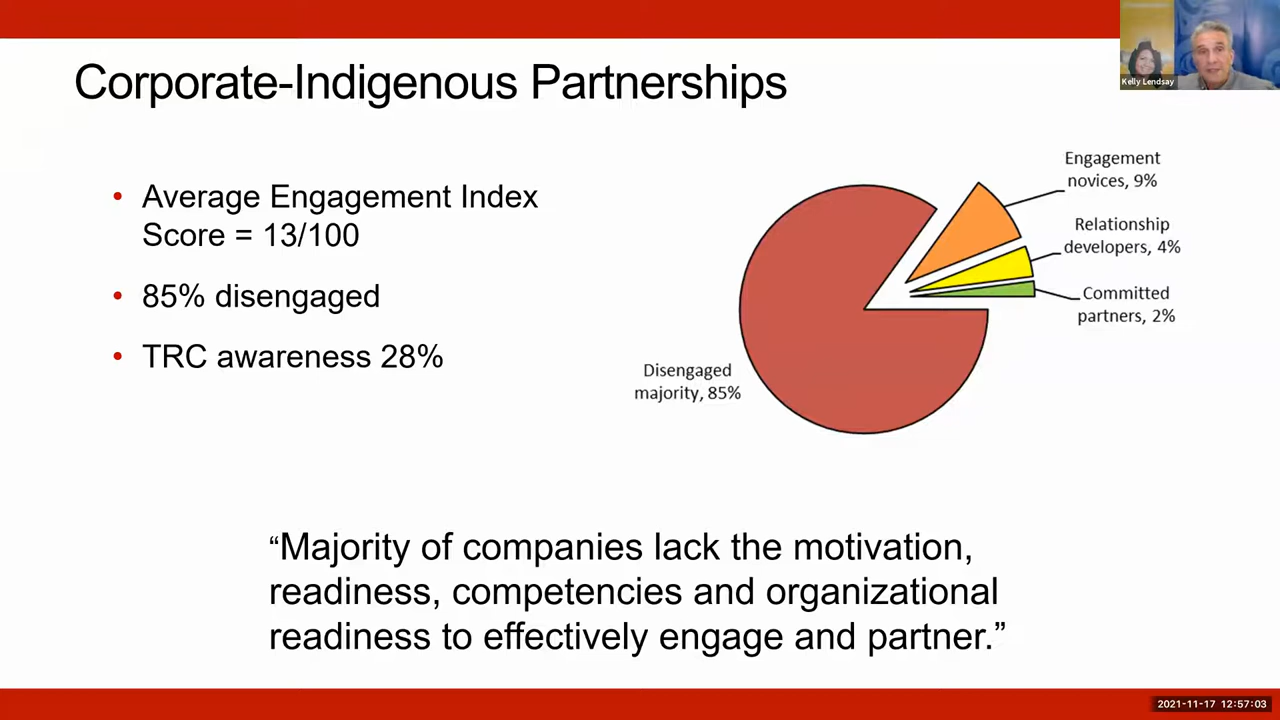 Corporate-Indigenous Partnerships
Kelly Lendsay
• Average Engagement Index
Score = 13/100
• 85% disengaged
• TRC awareness 28%
Engagement
novices, 9%
Relationship
developers, 4%
Committed
partners, 2%
Disengaged
majority, 85%
“Majority of companies lack the motivation,
readiness, competencies and organizational
readiness to effectively engage and partner.”
2021-11-17 12:57:03